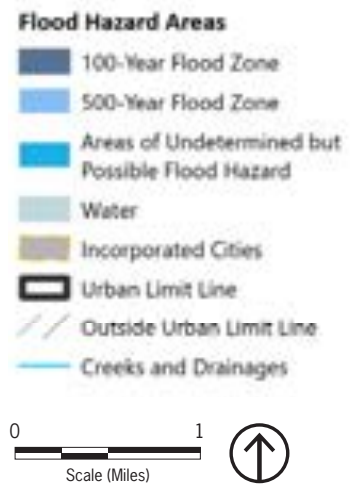 Flood Hazard Areas
100-Year Flood Zone
500-Year Flood Zone
Areas of Undetermined but
Possible Flood Hazard
Water
Incorporated Cities
Urban Limit Line
Outside Urban Limit Line
Creeks and Drainages
0 1
Scale (Miles)